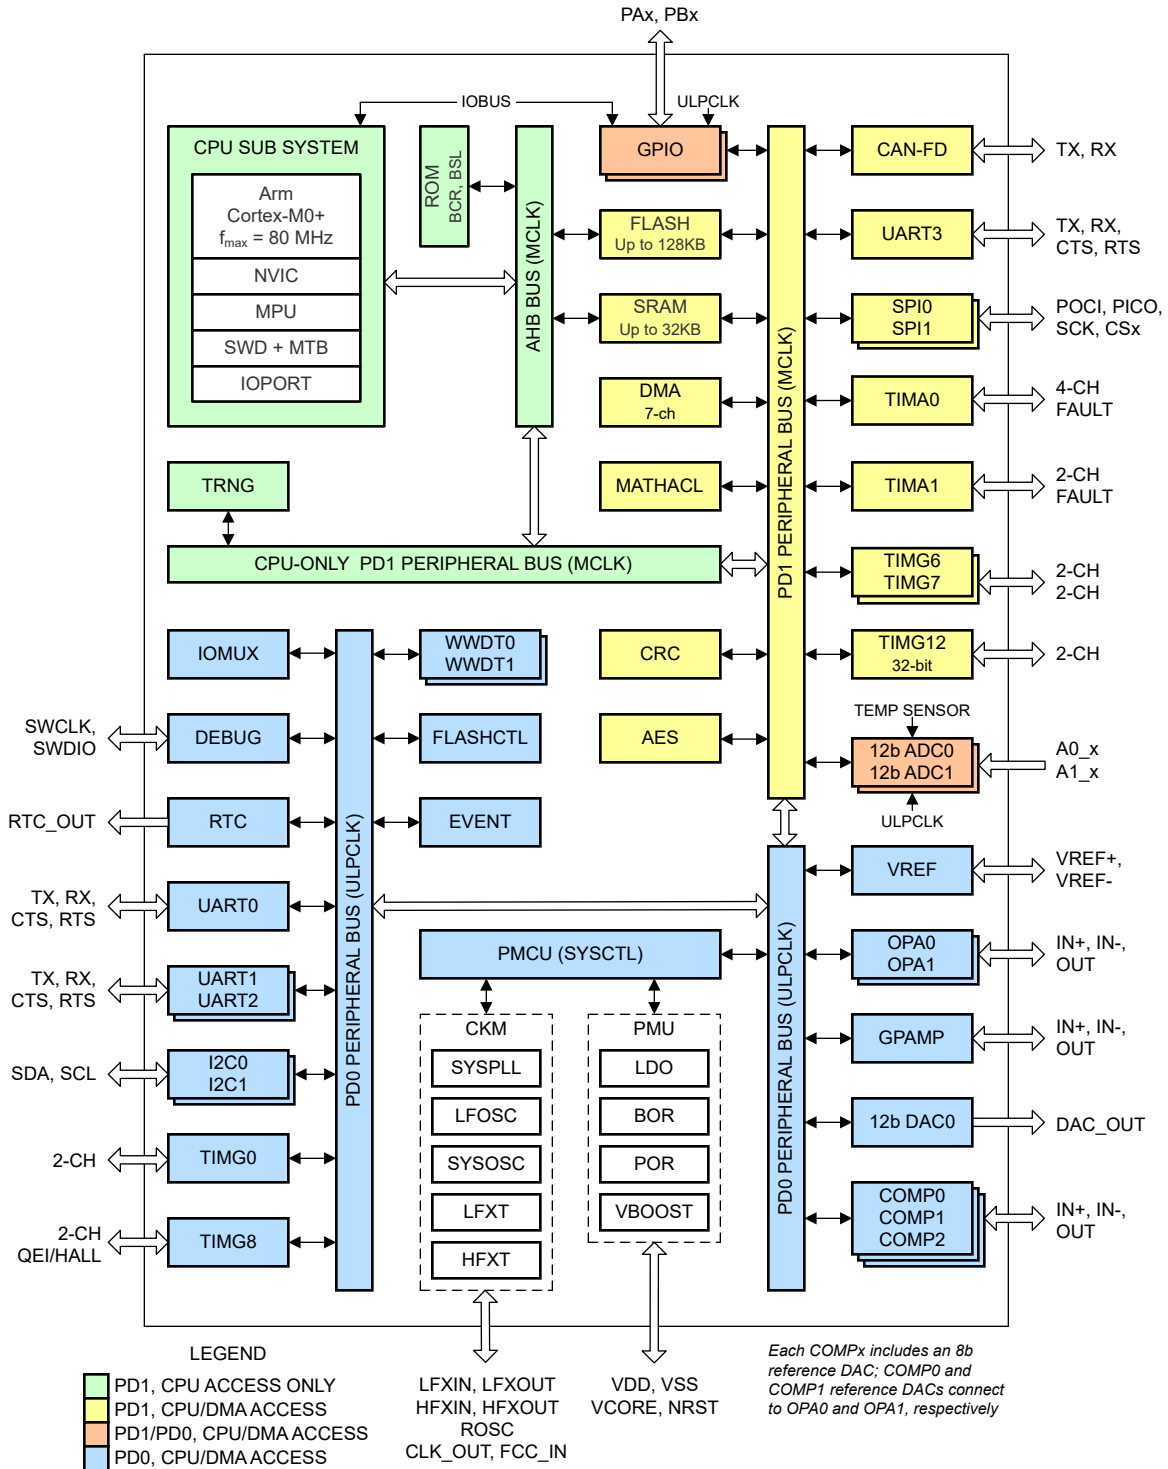 PAx, PBx
IOBUS
ULPCLK
CPU SUB SYSTEM
Arm
Cortex-M0+
fmax = 80 MHz
NVIC
MPU
SWD + MTB
IOPORT
ROM
BCR, BSL
AHB BUS (MCLK)
GPIO
FLASH
Up to 128KB
SRAM
Up to 32KB
DMA
7-ch
MATHACL
PD1 PERIPHERAL BUS (MCLK)
CAN-FD
TX, RX
UART3
TX, RX,
CTS, RTS
SPI0
SPI1
POCI, PICO,
SCK, CSx
TIMA0
4-CH
FAULT
TIMA1
2-CH
FAULT
TRNG
CPU-ONLY PD1 PERIPHERAL BUS (MCLK)
TIMG6
TIMG7
2-CH
2-CH
CRC
TIMG12
32-bit
2-CH
AES
TEMP SENSOR
12b ADC0
12b ADC1
A0_x
A1_x
ULPCLK
IOMUX
WWDT0
WWDT1
SWCLK,
SWDIO
DEBUG
FLASHCTL
RTC_OUT
RTC
EVENT
PD0 PERIPHERAL BUS (ULPCLK)
TX, RX,
CTS, RTS
UART0
TX, RX,
CTS, RTS
UART1
UART2
SDA, SCL
I2C0
I2C1
2-CH
TIMG0
2-CH
QEI/HALL
TIMG8
PMCU (SYSCTL)
CKM
SYSPLL
LFOSC
SYSOSC
LFXT
HFXT
PMU
LDO
BOR
POR
VBOOST
PD0 PERIPHERAL BUS (ULPCLK)
VREF
VREF+,
VREF-
OPA0
OPA1
IN+, IN-,
OUT
GPAMP
IN+, IN-,
OUT
12b DAC0
DAC_OUT
COMP0
COMP1
COMP2
IN+, IN-,
OUT
LEGEND
PD1, CPU ACCESS ONLY
PD1, CPU/DMA ACCESS
PD1/PD0, CPU/DMA ACCESS
PD0, CPU/DMA ACCESS
LFXIN, LFXOUT
HFXIN, HFXOUT
ROSC
CLK_OUT, FCC_IN
VDD, VSS
VCORE, NRST
Each COMPx includes an 8b
reference DAC; COMP0 and
COMP1 reference DACs connect
to OPA0 and OPA1, respectively